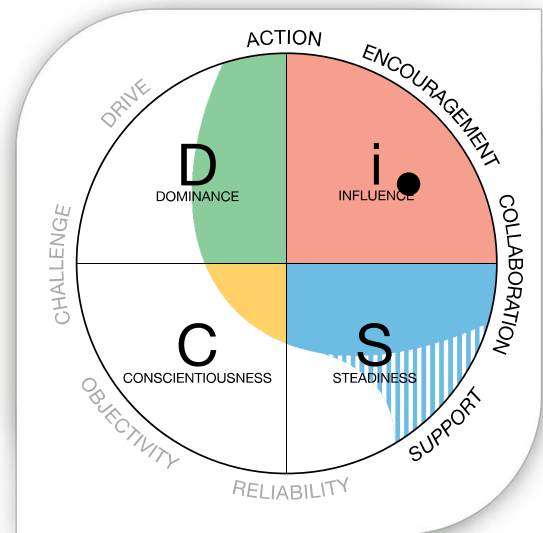 ACTION
ENCOURAGEMENT
DRIVE
D
DOMINANCE
i
INFLUENCE
COLLABORATION
CHALLENGE
C
CONSCIENTIOUSNESS
S
STEADINESS
OBJECTIVITY
SUPPORT
RELIABILITY